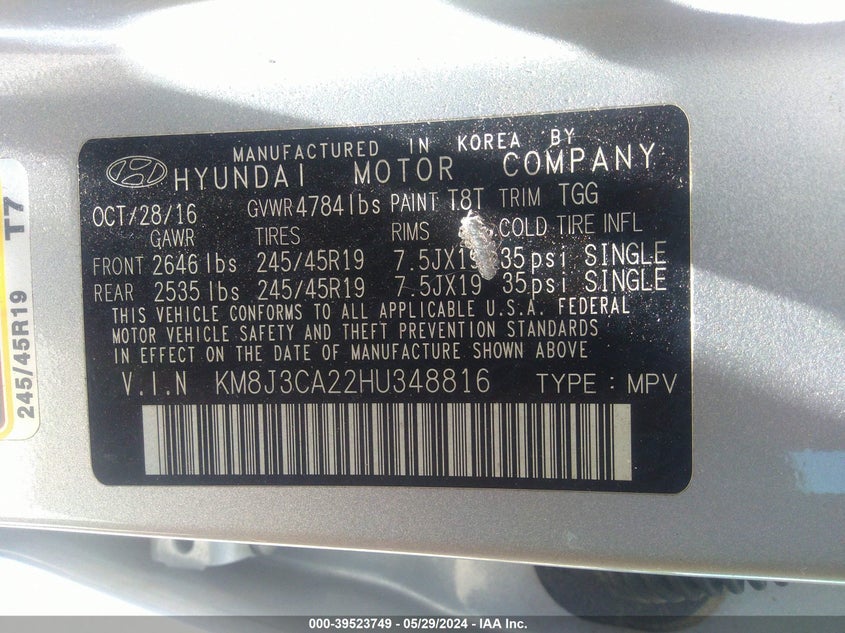 MANUFACTURED IN KOREA BY
HYUNDAI MOTOR COMPANY
OCT/28/16 GVWR 4784lbs PAINT T8T TRIM TGG
GAWR TIRES RIMS COLD TIRE INFL
FRONT 2646 lbs 245/45R19 7.5JX19 35psi SINGLE
REAR 2535 lbs 245/45R19 7.5JX19 35psi SINGLE
THIS VEHICLE CONFORMS TO ALL APPLICABLE U.S.A. FEDERAL
MOTOR VEHICLE SAFETY AND THEFT PREVENTION STANDARDS
IN EFFECT ON THE DATE OF MANUFACTURE SHOWN ABOVE
V.I.N KM8J3CA22HU348816 TYPE : MPV
245/45R19 T7
000-39523749 - 05/29/2024 - IAA Inc.